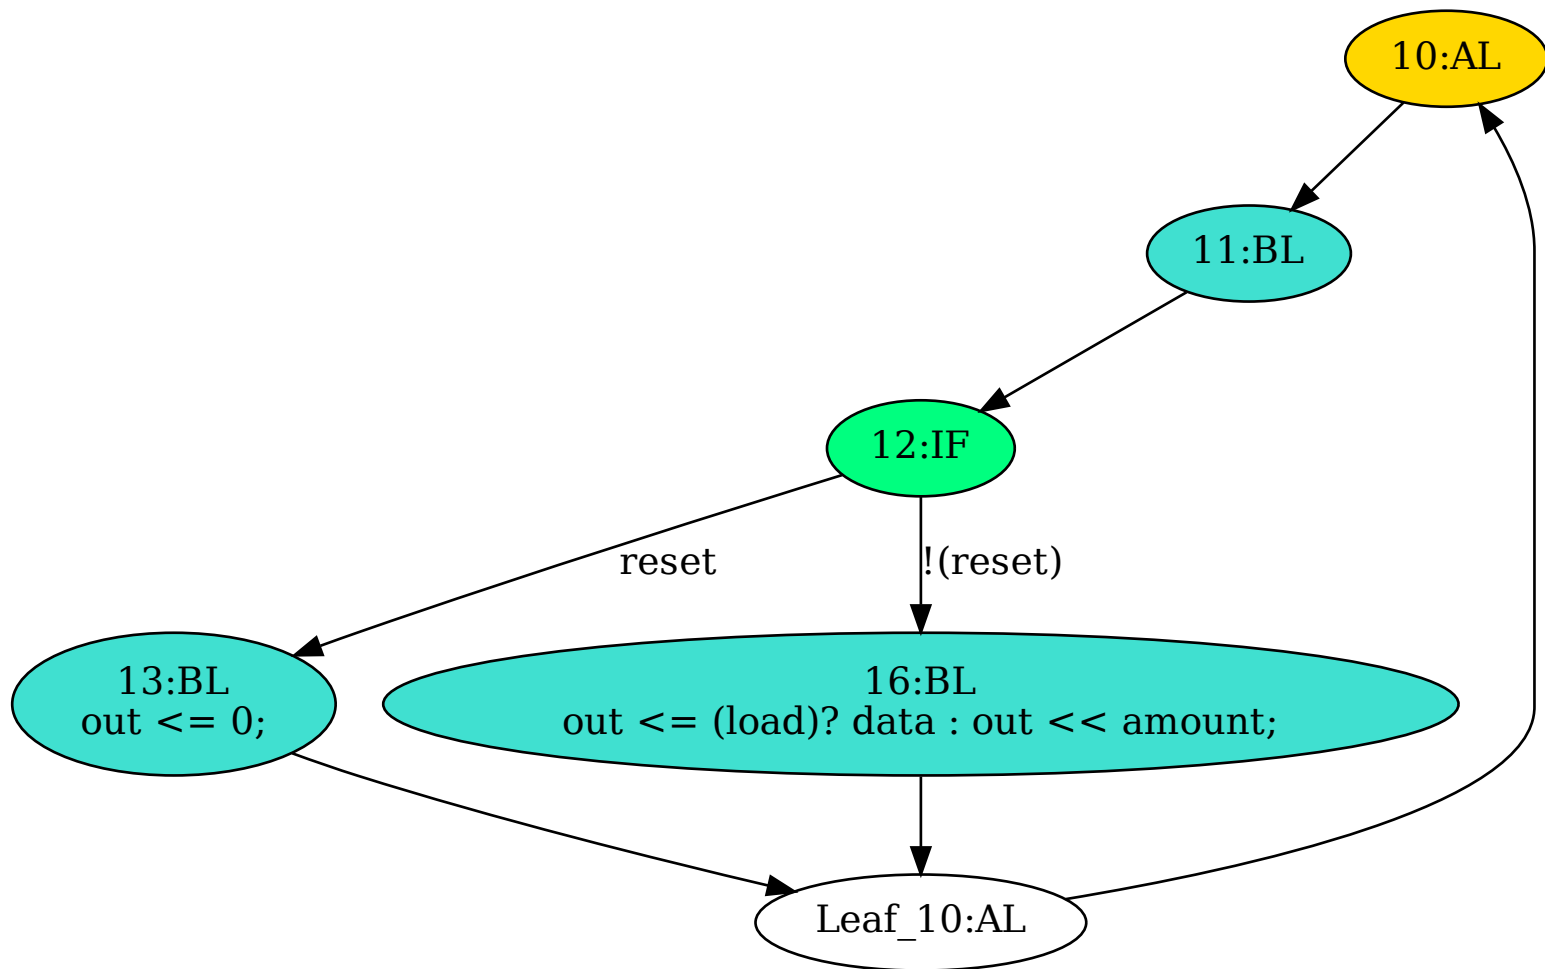 10:AL
11:BL
12:IF
reset
!(reset)
13:BL
out <= 0;
16:BL
out <= (load)? data : out << amount;
Leaf_10:AL